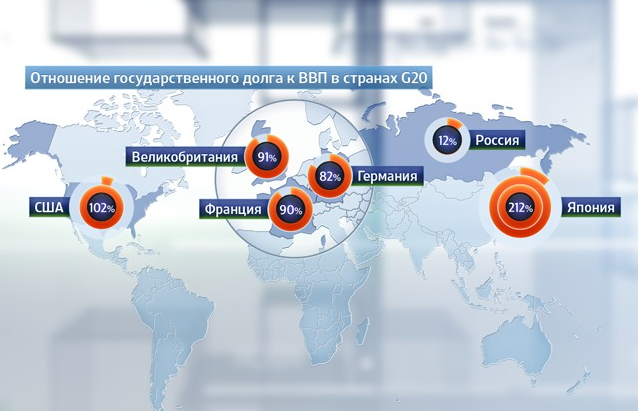 Отношение государственного долга к ВВП в странах G20
12% Россия
Великобритания 91%
82% Германия
США 102%
Франция 90%
212% Япония